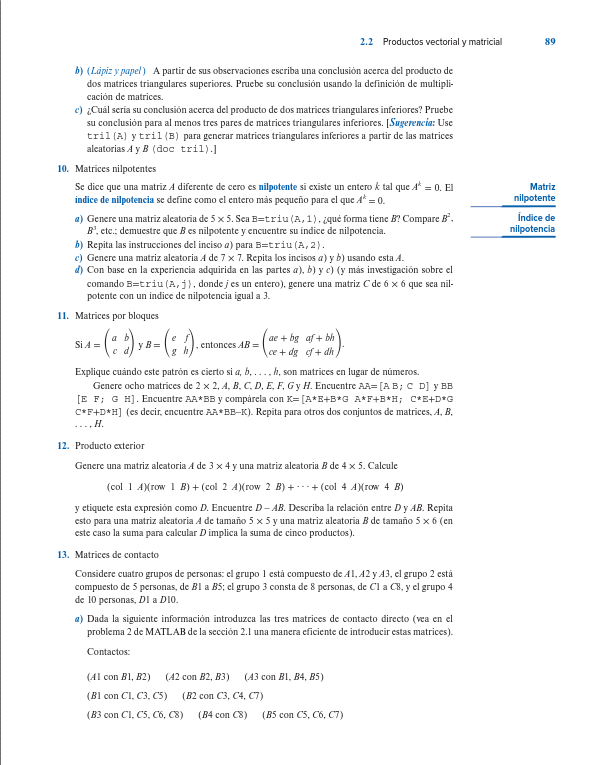 2.2 Productos vectorial y matricial 89
b) (Lápiz y papel) A partir de sus observaciones escriba una conclusión acerca del producto de
dos matrices triangulares superiores. Pruebe su conclusión usando la definición de multipli-
cación de matrices.
c) ¿Cuál sería su conclusión acerca del producto de dos matrices triangulares inferiores? Pruebe
su conclusión para al menos tres pares de matrices triangulares inferiores. [Sugerencia: Use
tril(A) y tril(B) para generar matrices triangulares inferiores a partir de las matrices
aleatorias A y B (doc tril).]
10. Matrices nilpotentes
Se dice que una matriz A diferente de cero es nilpotente si existe un entero k tal que Aᵏ = 0. El
índice de nilpotencia se define como el entero más pequeño para el que Aᵏ = 0.
Matriz
nilpotente
Índice de
nilpotencia
a) Genere una matriz aleatoria de 5 × 5. Sea B=triu(A,1), ¿qué forma tiene B? Compare B²,
B³, etc.; demuestre que B es nilpotente y encuentre su índice de nilpotencia.
b) Repita las instrucciones del inciso a) para B=triu(A,2).
c) Genere una matriz aleatoria A de 7 × 7. Repita los incisos a) y b) usando esta A.
d) Con base en la experiencia adquirida en las partes a), b) y c) (y más investigación sobre el
comando B=triu(A,j), donde j es un entero), genere una matriz C de 6 × 6 que sea nil-
potente con un índice de nilpotencia igual a 3.
11. Matrices por bloques
Si A = (a b; c d) y B = (e f; g h), entonces AB = (ae + bg af + bh; ce + dg cf + dh).
Explique cuándo este patrón es cierto si a, b, . . . , h, son matrices en lugar de números.
Genere ocho matrices de 2 × 2, A, B, C, D, E, F, G y H. Encuentre AA=[A B; C D] y BB
[E F; G H]. Encuentre AA*BB y compárela con K=[A*E+B*G A*F+B*H; C*E+D*G
C*F+D*H] (es decir, encuentre AA*BB–K). Repita para otros dos conjuntos de matrices, A, B,
. . . , H.
12. Producto exterior
Genere una matriz aleatoria A de 3 × 4 y una matriz aleatoria B de 4 × 5. Calcule
(col 1 A)(row 1 B) + (col 2 A)(row 2 B) + · · · + (col 4 A)(row 4 B)
y etiquete esta expresión como D. Encuentre D – AB. Describa la relación entre D y AB. Repita
esto para una matriz aleatoria A de tamaño 5 × 5 y una matriz aleatoria B de tamaño 5 × 6 (en
este caso la suma para calcular D implica la suma de cinco productos).
13. Matrices de contacto
Considere cuatro grupos de personas: el grupo 1 está compuesto de A1, A2 y A3, el grupo 2 está
compuesto de 5 personas, de B1 a B5; el grupo 3 consta de 8 personas, de C1 a C8, y el grupo 4
de 10 personas, D1 a D10.
a) Dada la siguiente información introduzca las tres matrices de contacto directo (vea en el
problema 2 de MATLAB de la sección 2.1 una manera eficiente de introducir estas matrices).
Contactos:
(A1 con B1, B2) (A2 con B2, B3) (A3 con B1, B4, B5)
(B1 con C1, C3, C5) (B2 con C3, C4, C7)
(B3 con C1, C5, C6, C8) (B4 con C8) (B5 con C5, C6, C7)